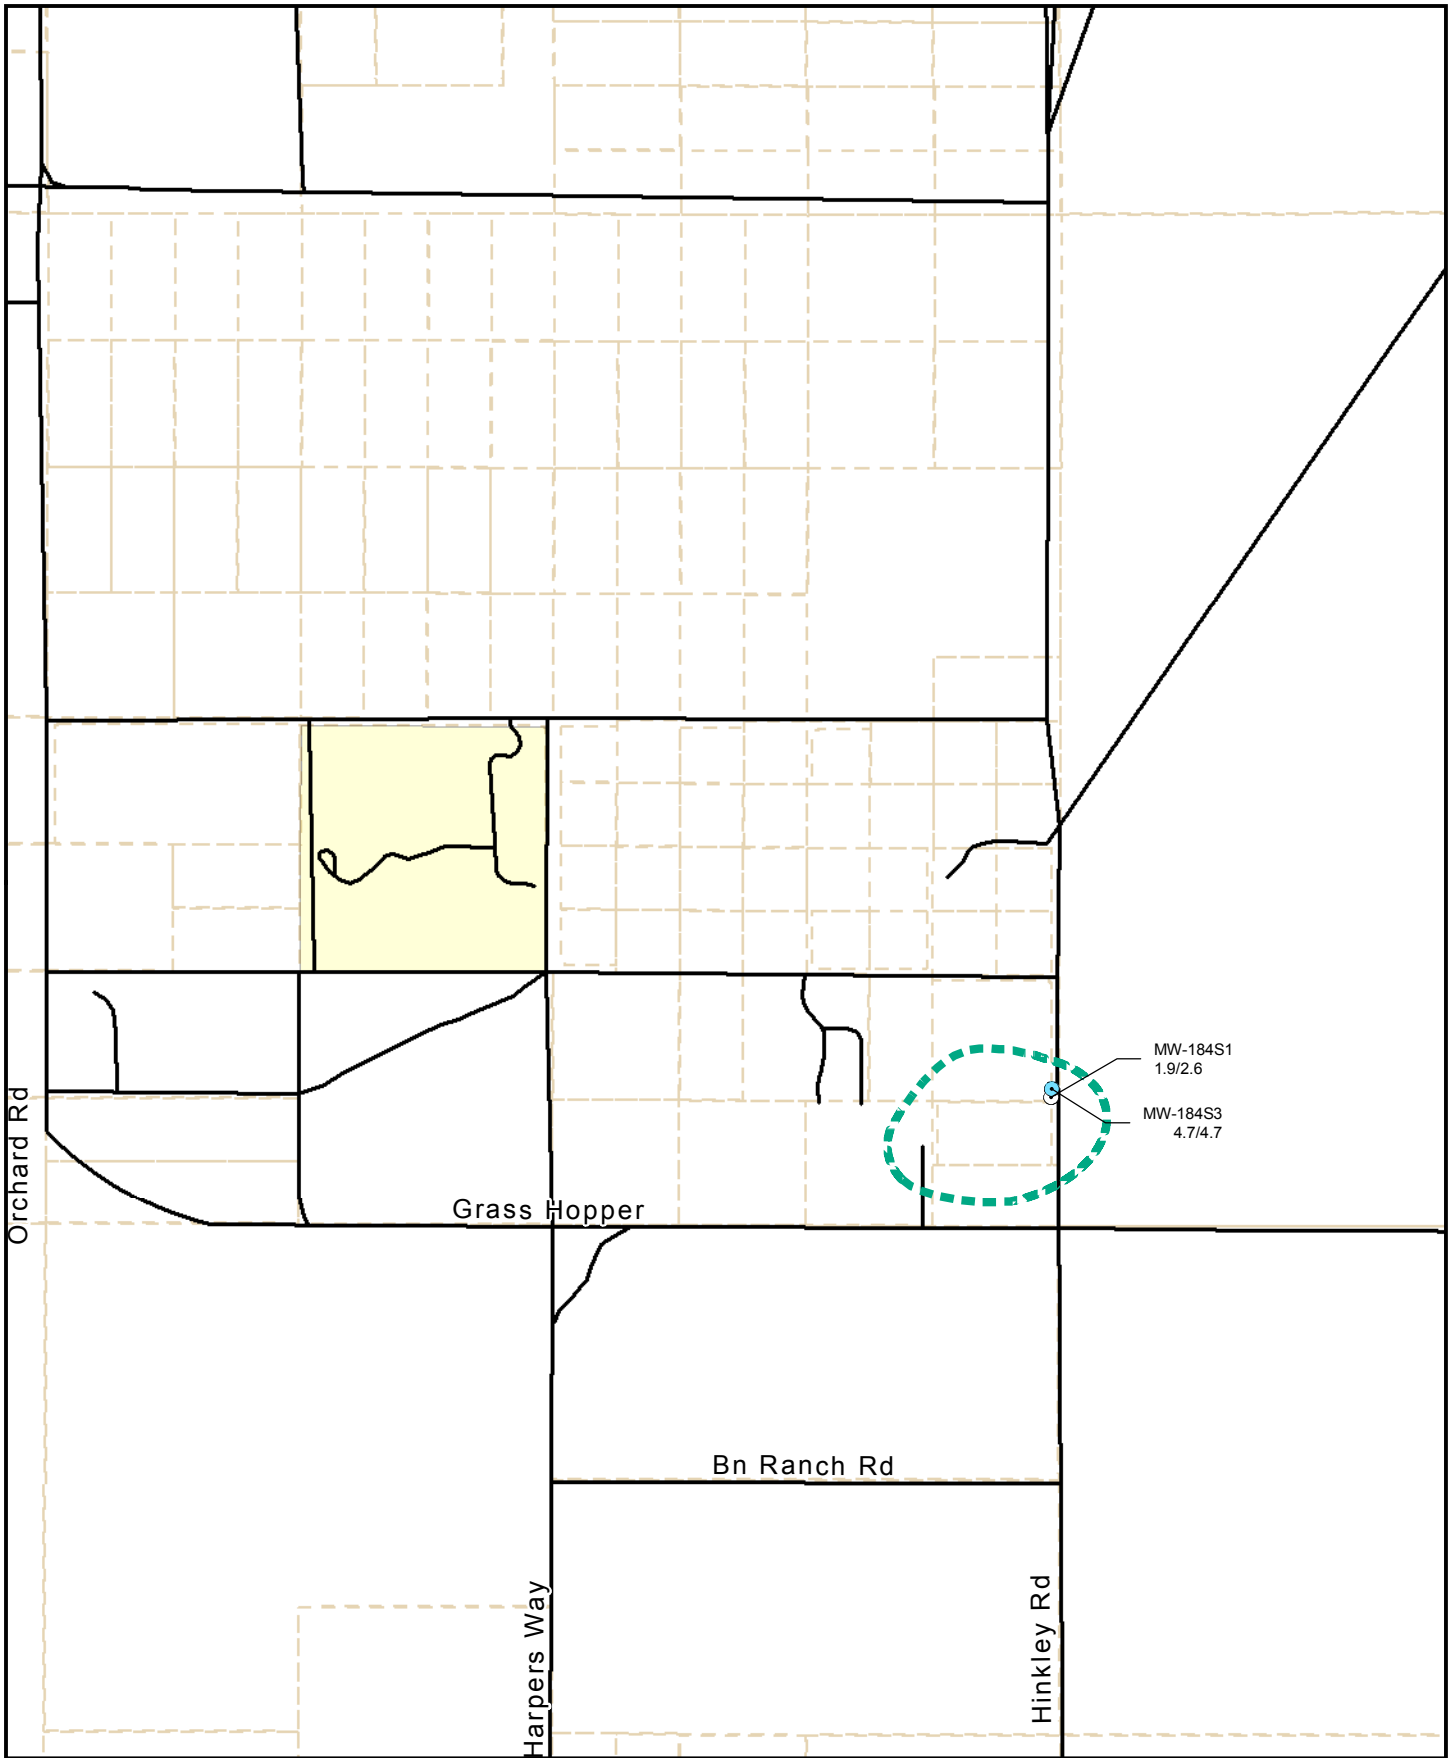 MW-184S1
1.9/2.6
MW-184S3
4.7/4.7
Orchard Rd
Grass Hopper
Bn Ranch Rd
Harpers Way
Hinkley Rd